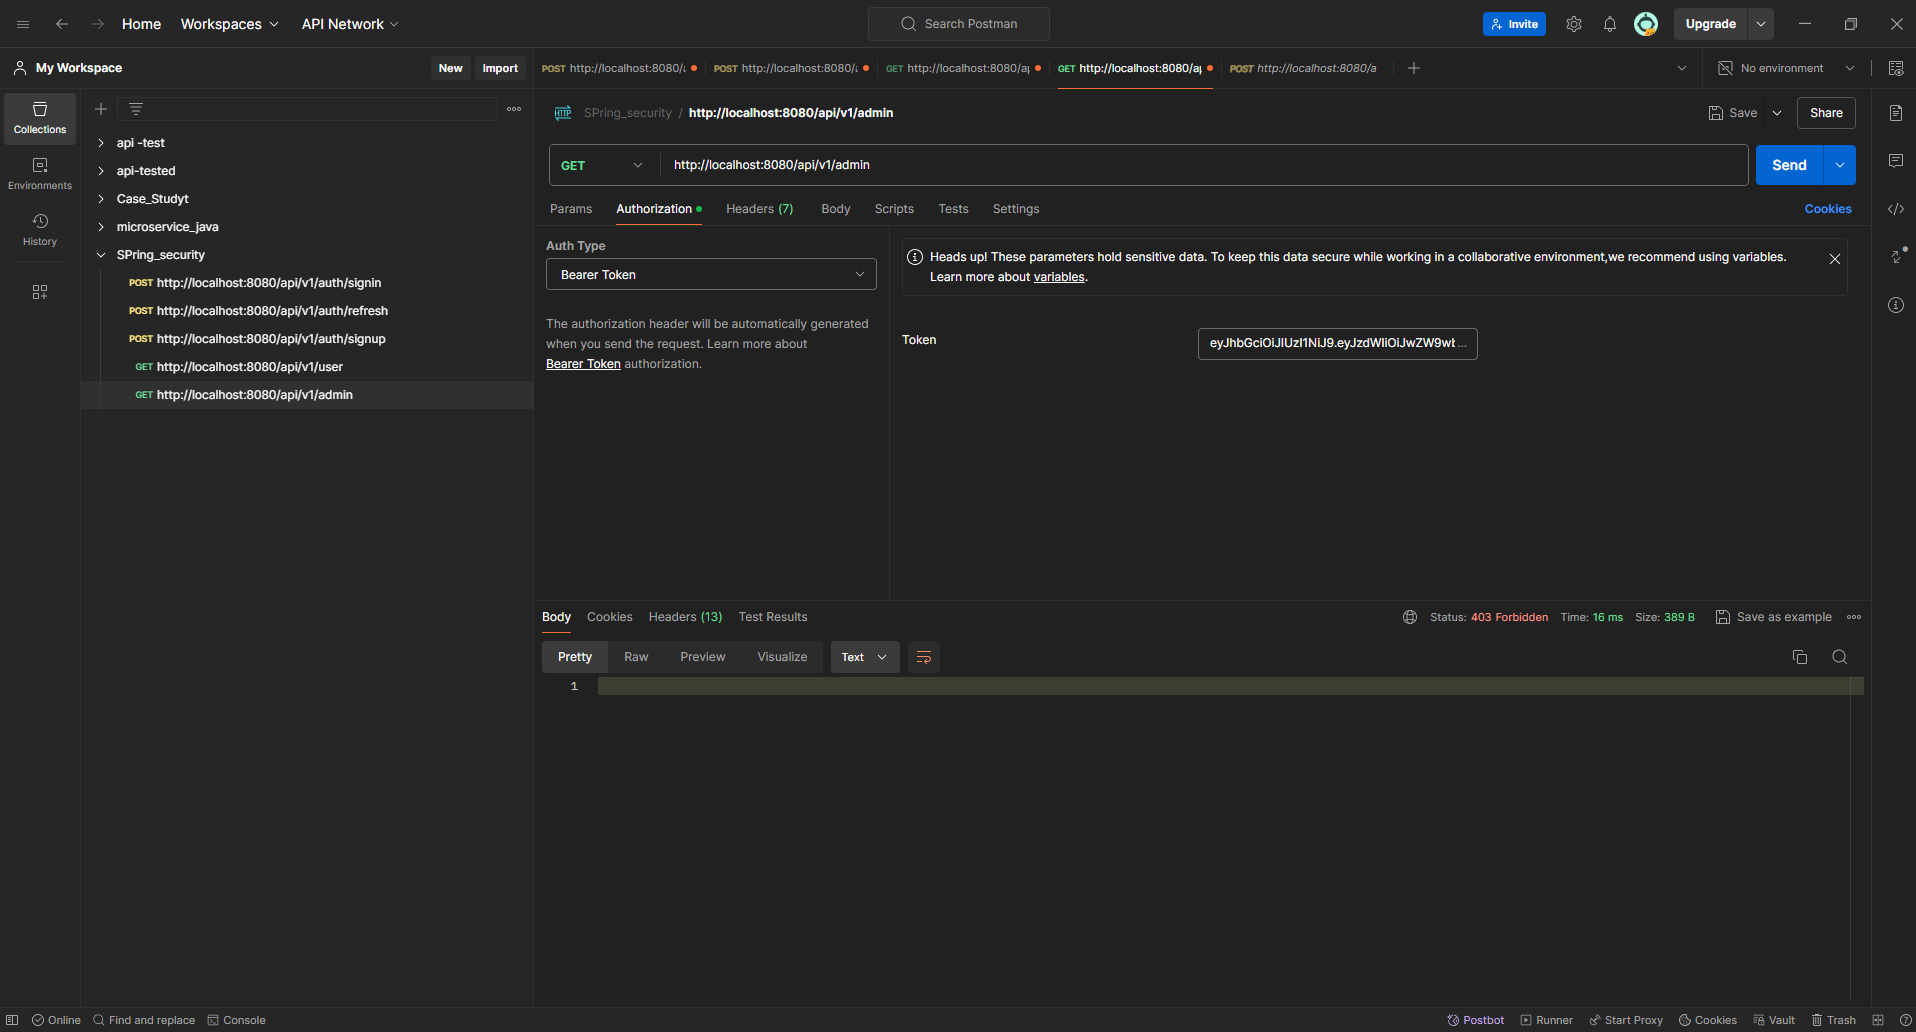 Home Workspaces API Network Search Postman Invite Upgrade
My Workspace New Import
POST http://localhost:8080/ POST http://localhost:8080/ GET http://localhost:8080/a GET http://localhost:8080/a POST http://localhost:8080/a No environment
Collections
Environments
History
api -test
api-tested
Case_Studyt
microservice_java
SPring_security
POST http://localhost:8080/api/v1/auth/signin
POST http://localhost:8080/api/v1/auth/refresh
POST http://localhost:8080/api/v1/auth/signup
GET http://localhost:8080/api/v1/user
GET http://localhost:8080/api/v1/admin
HTTP SPring_security / http://localhost:8080/api/v1/admin Save Share
GET http://localhost:8080/api/v1/admin Send
Params Authorization Headers (7) Body Scripts Tests Settings Cookies
Auth Type
Bearer Token
The authorization header will be automatically generated
when you send the request. Learn more about
Bearer Token authorization.
Heads up! These parameters hold sensitive data. To keep this data secure while working in a collaborative environment,we recommend using variables.
Learn more about variables.
Token
Body Cookies Headers (13) Test Results Status: 403 Forbidden Time: 16 ms Size: 389 B Save as example
Pretty Raw Preview Visualize Text
1
Online Find and replace Console Postbot Runner Start Proxy Cookies Vault Trash